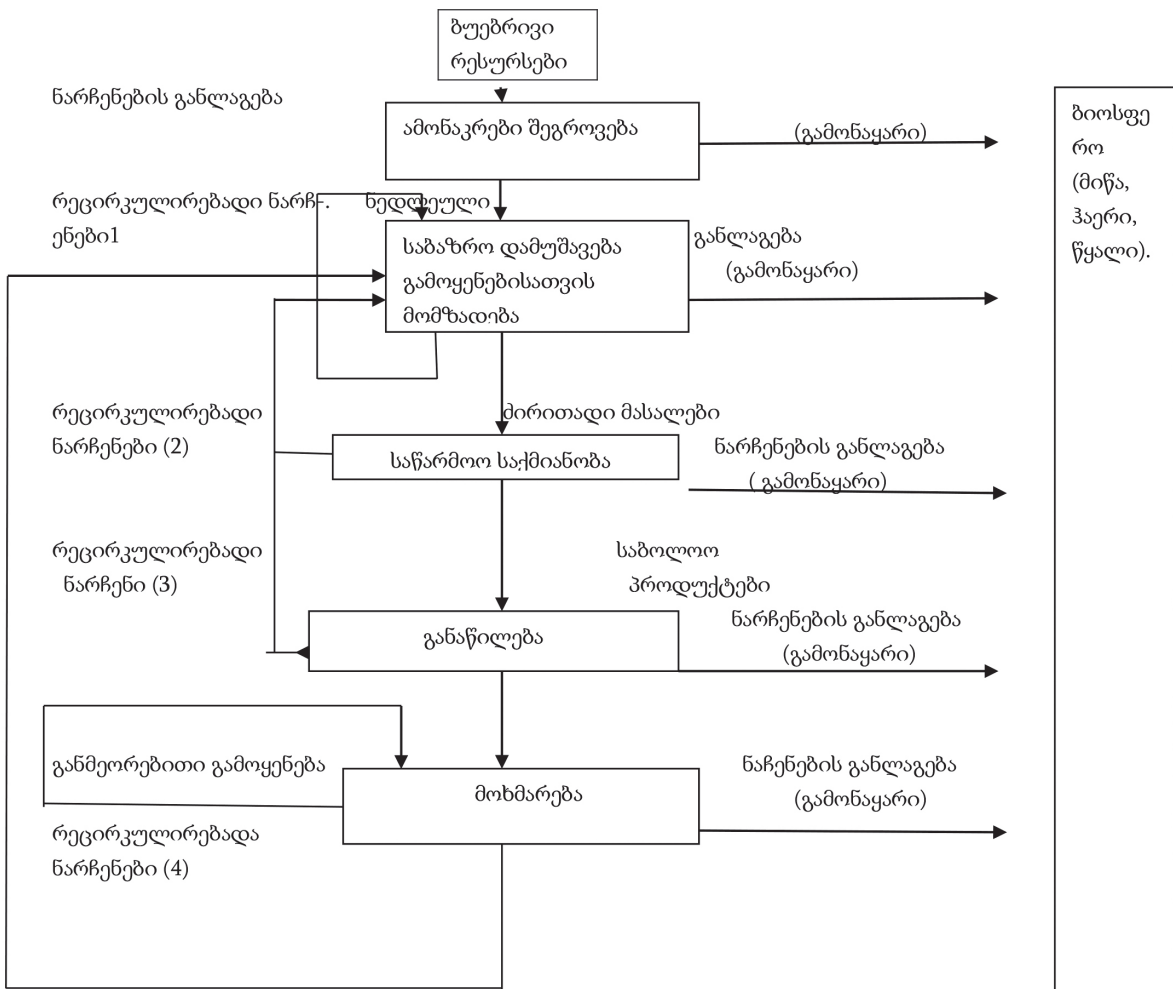 ბუებრივი
რესურსები
ნარჩენების განლაგება
ამონაკრები შეგროვება
(გამონაყარი)
ბიოსფე
რო
(მიწა,
ჰაერი,
წყალი).
რეცირკულირებადი ნარჩ-.
ენები1
ნედლეული
საბაზრო დამუშავება
გამოყენებისათვის
მომზადება
განლაგება
(გამონაყარი)
რეცირკულირებადი
ნარჩენები (2)
ძირითადი მასალები
საწარმოო საქმიანობა
ნარჩენების განლაგება
( გამონაყარი)
რეცირკულირებადი
ნარჩენი (3)
საბოლოო
პროდუქტები
განაწილება
ნარჩენების განლაგება
(გამონაყარი)
განმეორებითი გამოყენება
მოხმარება
ნაჩენების განლაგება
(გამონაყარი)
რეცირკულირებადა
ნარჩენები (4)